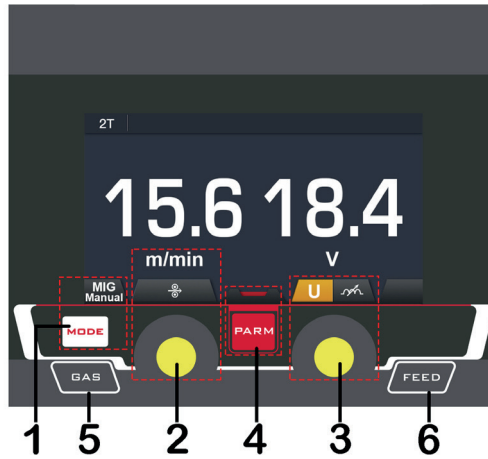 2T
15.6 18.4
m/min V
MIG
Manual
U
MODE
PARM
GAS
FEED
1 5 2 4 3 6